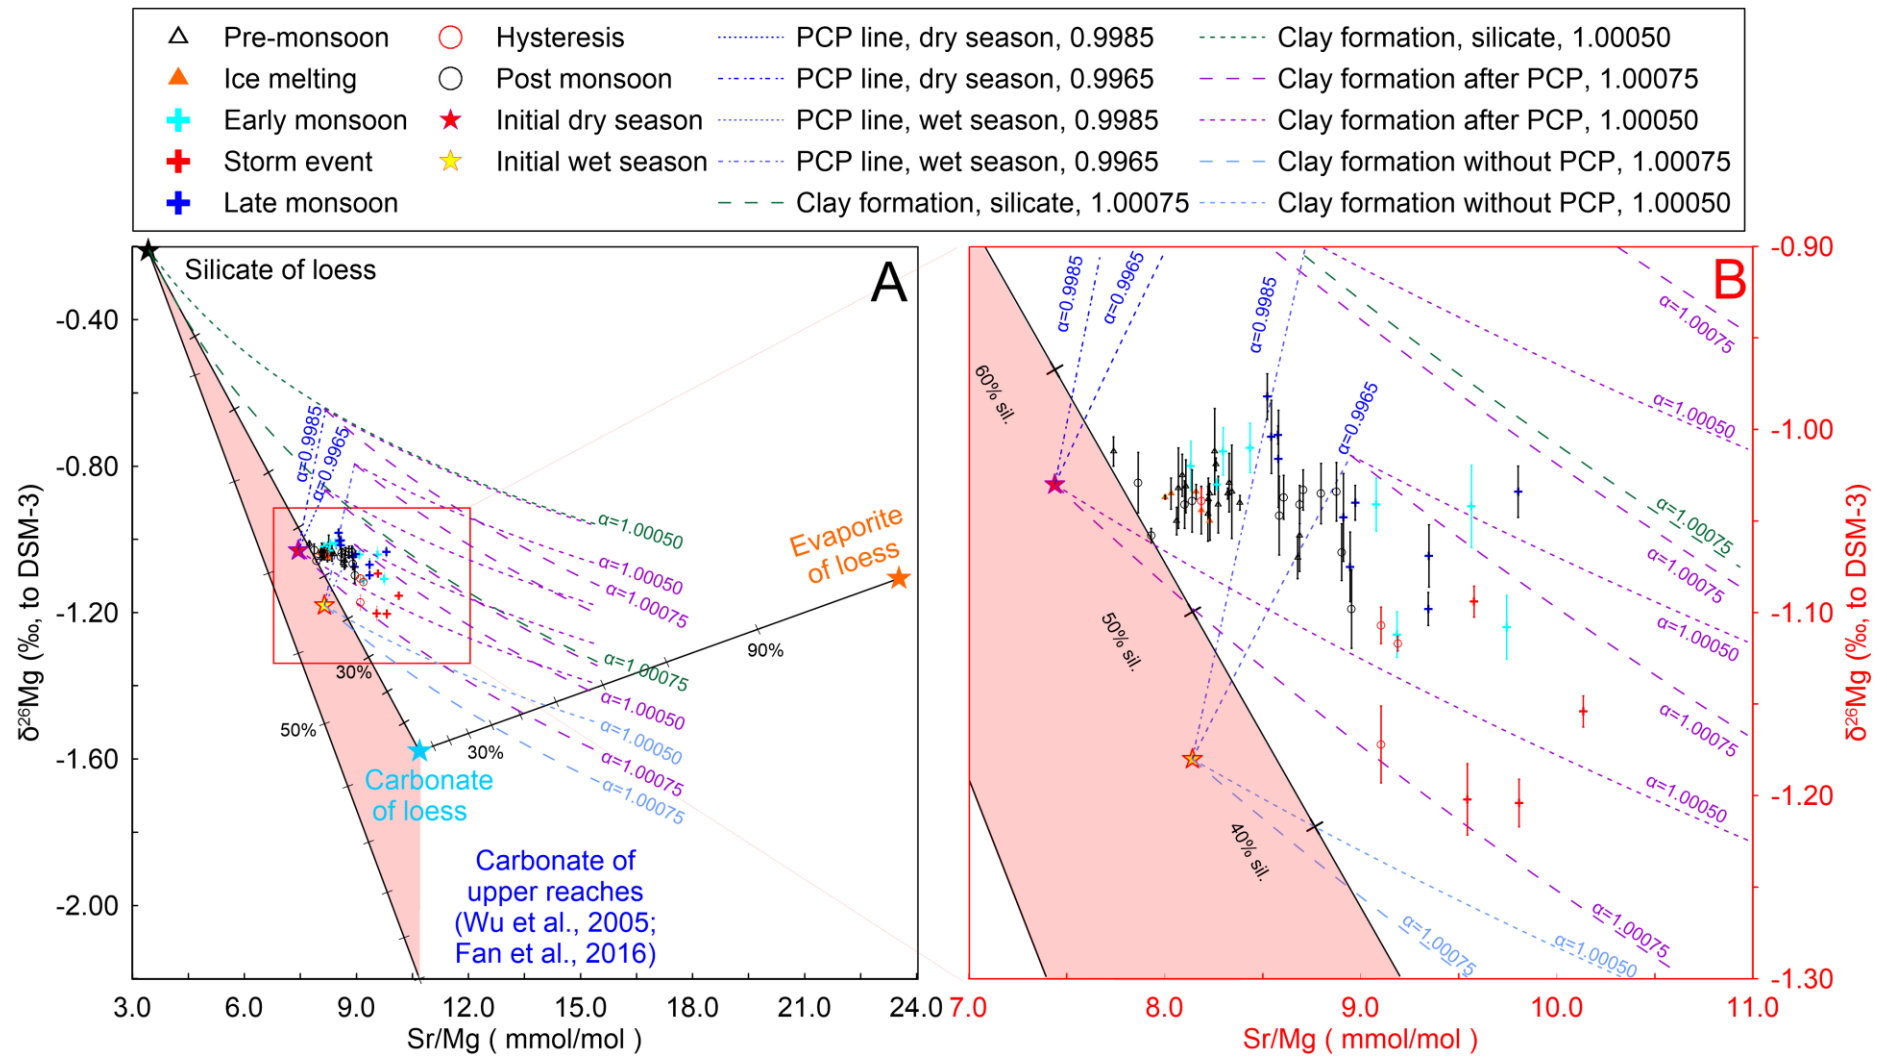 Pre-monsoon
Ice melting
Early monsoon
Storm event
Late monsoon
Hysteresis
Post monsoon
Initial dry season
Initial wet season
PCP line, dry season, 0.9985
PCP line, dry season, 0.9965
PCP line, wet season, 0.9985
PCP line, wet season, 0.9965
Clay formation, silicate, 1.00075
Clay formation, silicate, 1.00050
Clay formation after PCP, 1.00075
Clay formation after PCP, 1.00050
Clay formation without PCP, 1.00075
Clay formation without PCP, 1.00050
A
Silicate of loess
α=0.9985
α=0.9965
α=1.00050
α=1.00050
α=1.00075
α=1.00075
α=1.00050
α=1.00050
α=1.00075
α=1.00075
Evaporite
of loess
90%
30%
30%
50%
Carbonate
of loess
Carbonate of
upper reaches
(Wu et al., 2005;
Fan et al., 2016)
-0.40
-0.80
-1.20
-1.60
-2.00
δ²⁶Mg (‰, to DSM-3)
3.0
6.0
9.0
12.0
15.0
18.0
21.0
24.0
Sr/Mg ( mmol/mol )
B
α=0.9985
α=0.9965
α=0.9985
α=0.9965
α=1.00075
α=1.00050
α=1.00075
α=1.00075
α=1.00050
α=1.00075
α=1.00050
α=1.00075
α=1.00050
α=1.00075
60% sil.
50% sil.
40% sil.
-0.90
-1.00
-1.10
-1.20
-1.30
δ²⁶Mg (‰, to DSM-3)
7.0
8.0
9.0
10.0
11.0
Sr/Mg ( mmol/mol )